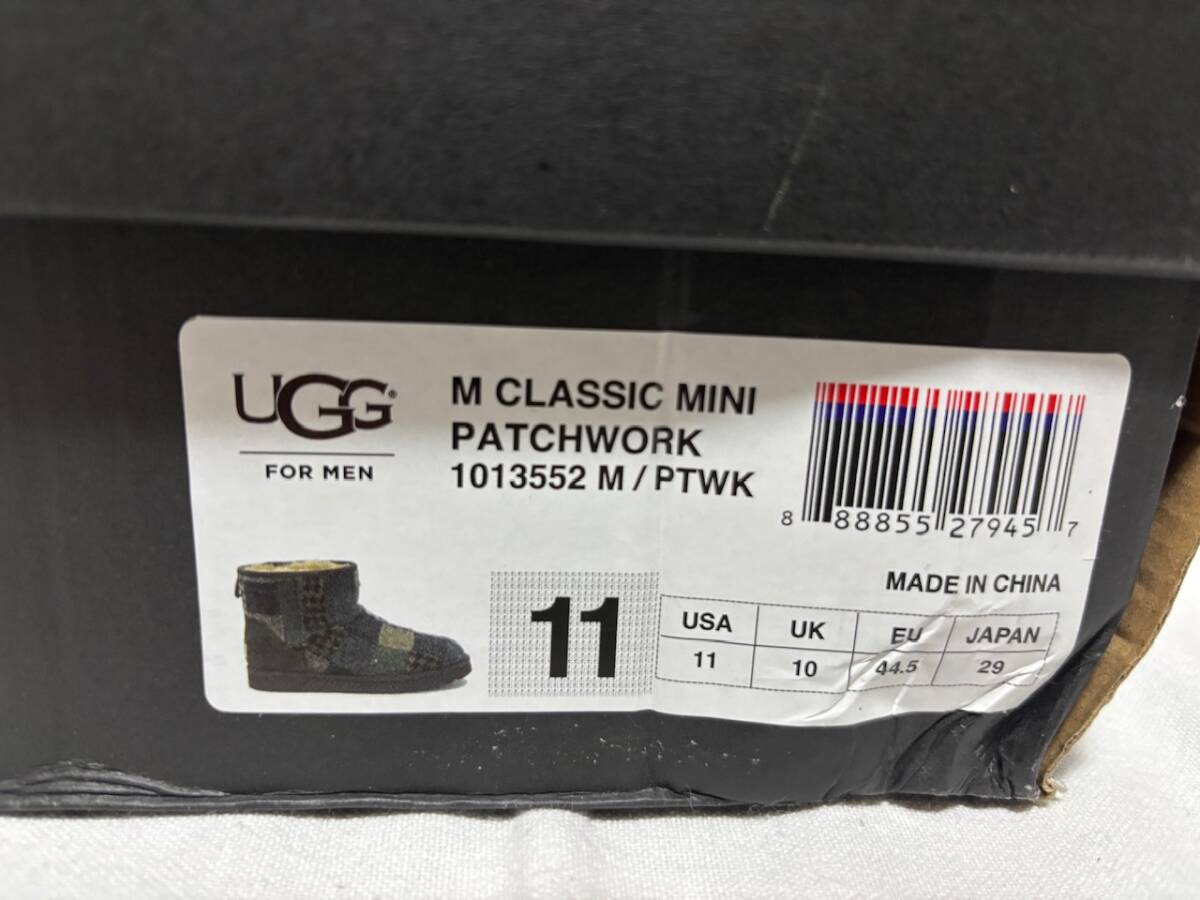 UGG®
FOR MEN
M CLASSIC MINI
PATCHWORK
1013552 M / PTWK
8 88855 27945 7
MADE IN CHINA
11
USA UK EU JAPAN
11 10 44.5 29